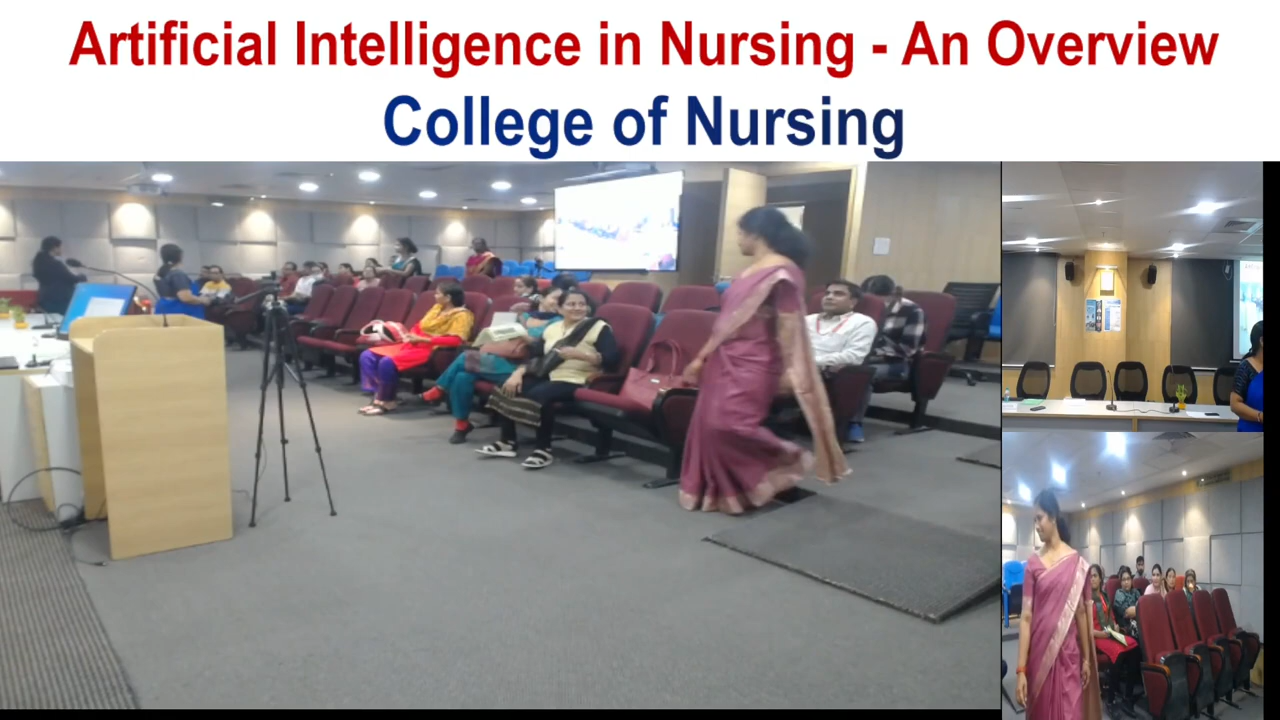 Artificial Intelligence in Nursing - An Overview
College of Nursing